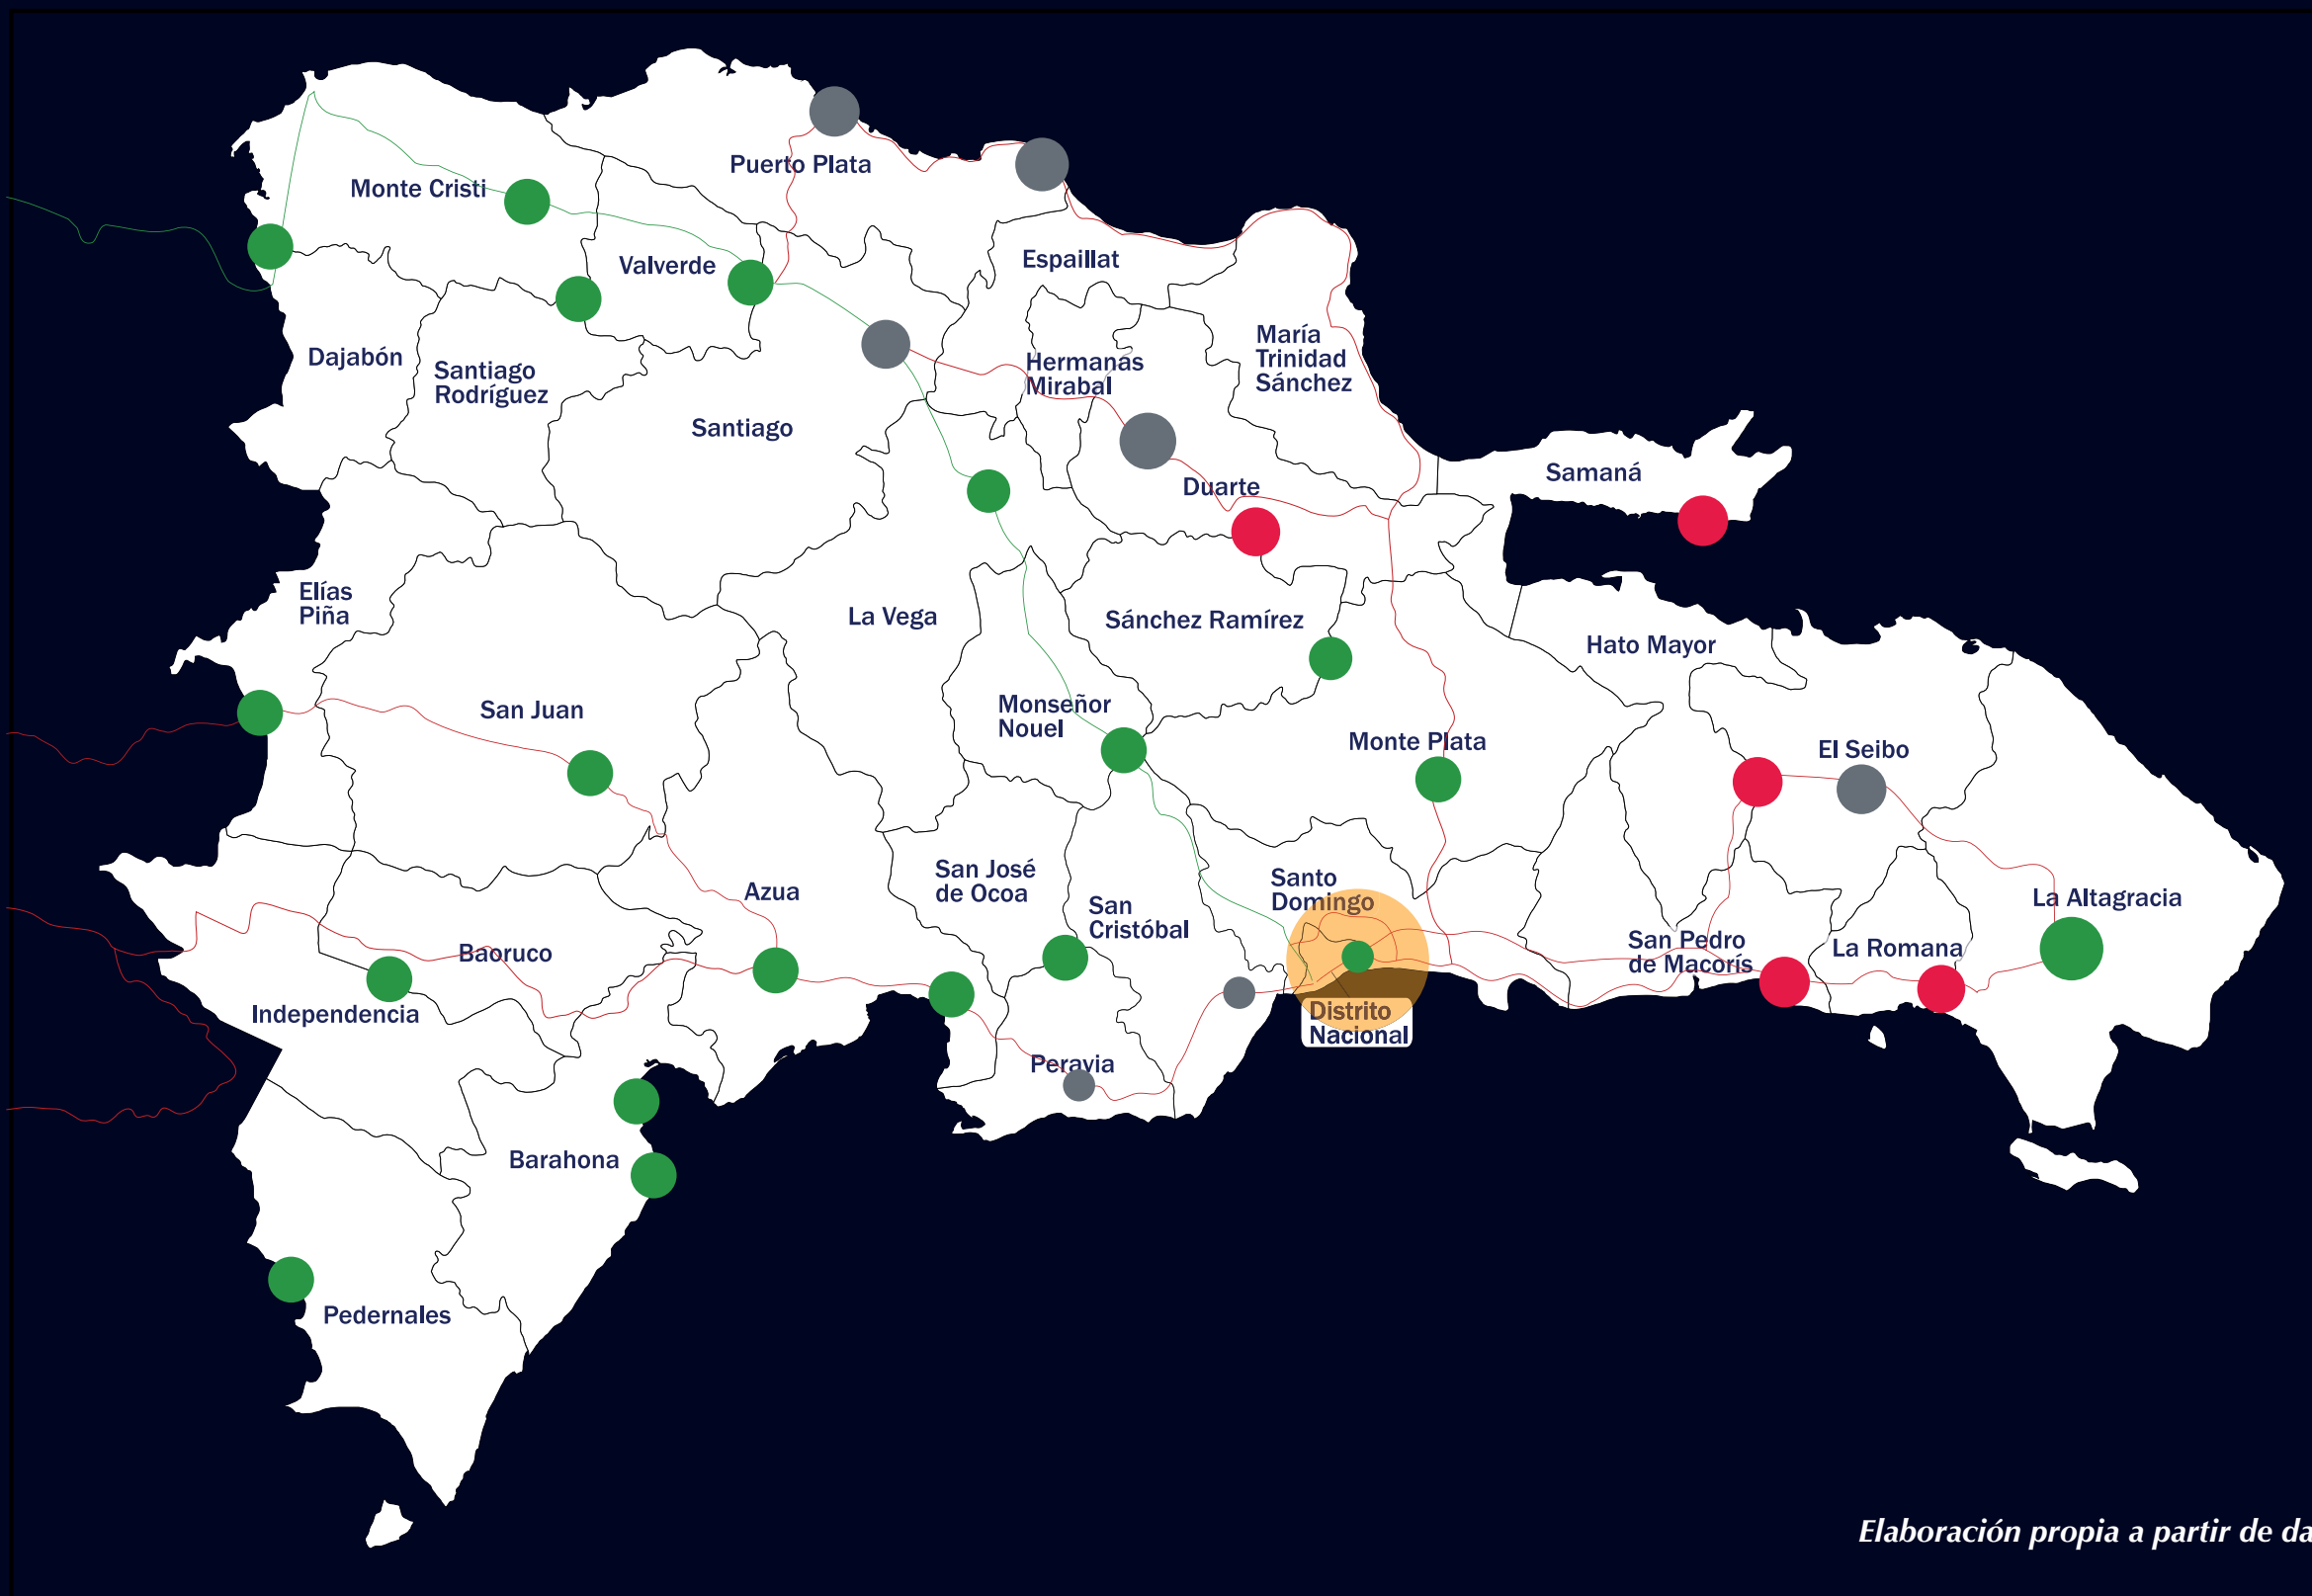 Puerto Plata
Monte Cristi
Espaillat
Valverde
María
Trinidad
Sánchez
Dajabón
Hermanas
Mirabal
Santiago
Rodríguez
Santiago
Samaná
Duarte
Elías
Piña
La Vega
Sánchez Ramírez
Hato Mayor
San Juan
Monseñor
Nouel
Monte Plata
El Seibo
San José
de Ocoa
Santo
Domingo
Azua
La Altagracia
San
Cristóbal
San Pedro
de Macorís
La Romana
Baoruco
Independencia
Distrito
Nacional
Peravia
Barahona
Pedernales
Elaboración propia a partir de da